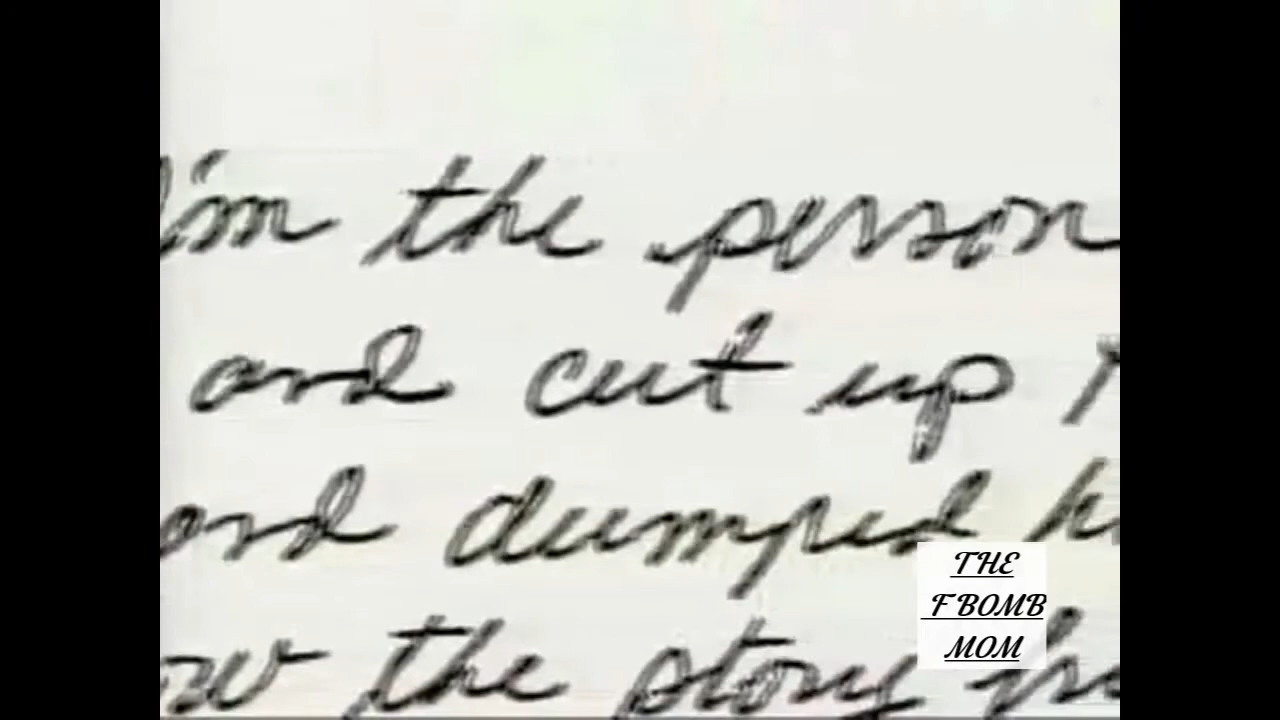 I'm the person
and cut up
and dumped
the story
THE
F BOMB
MOM